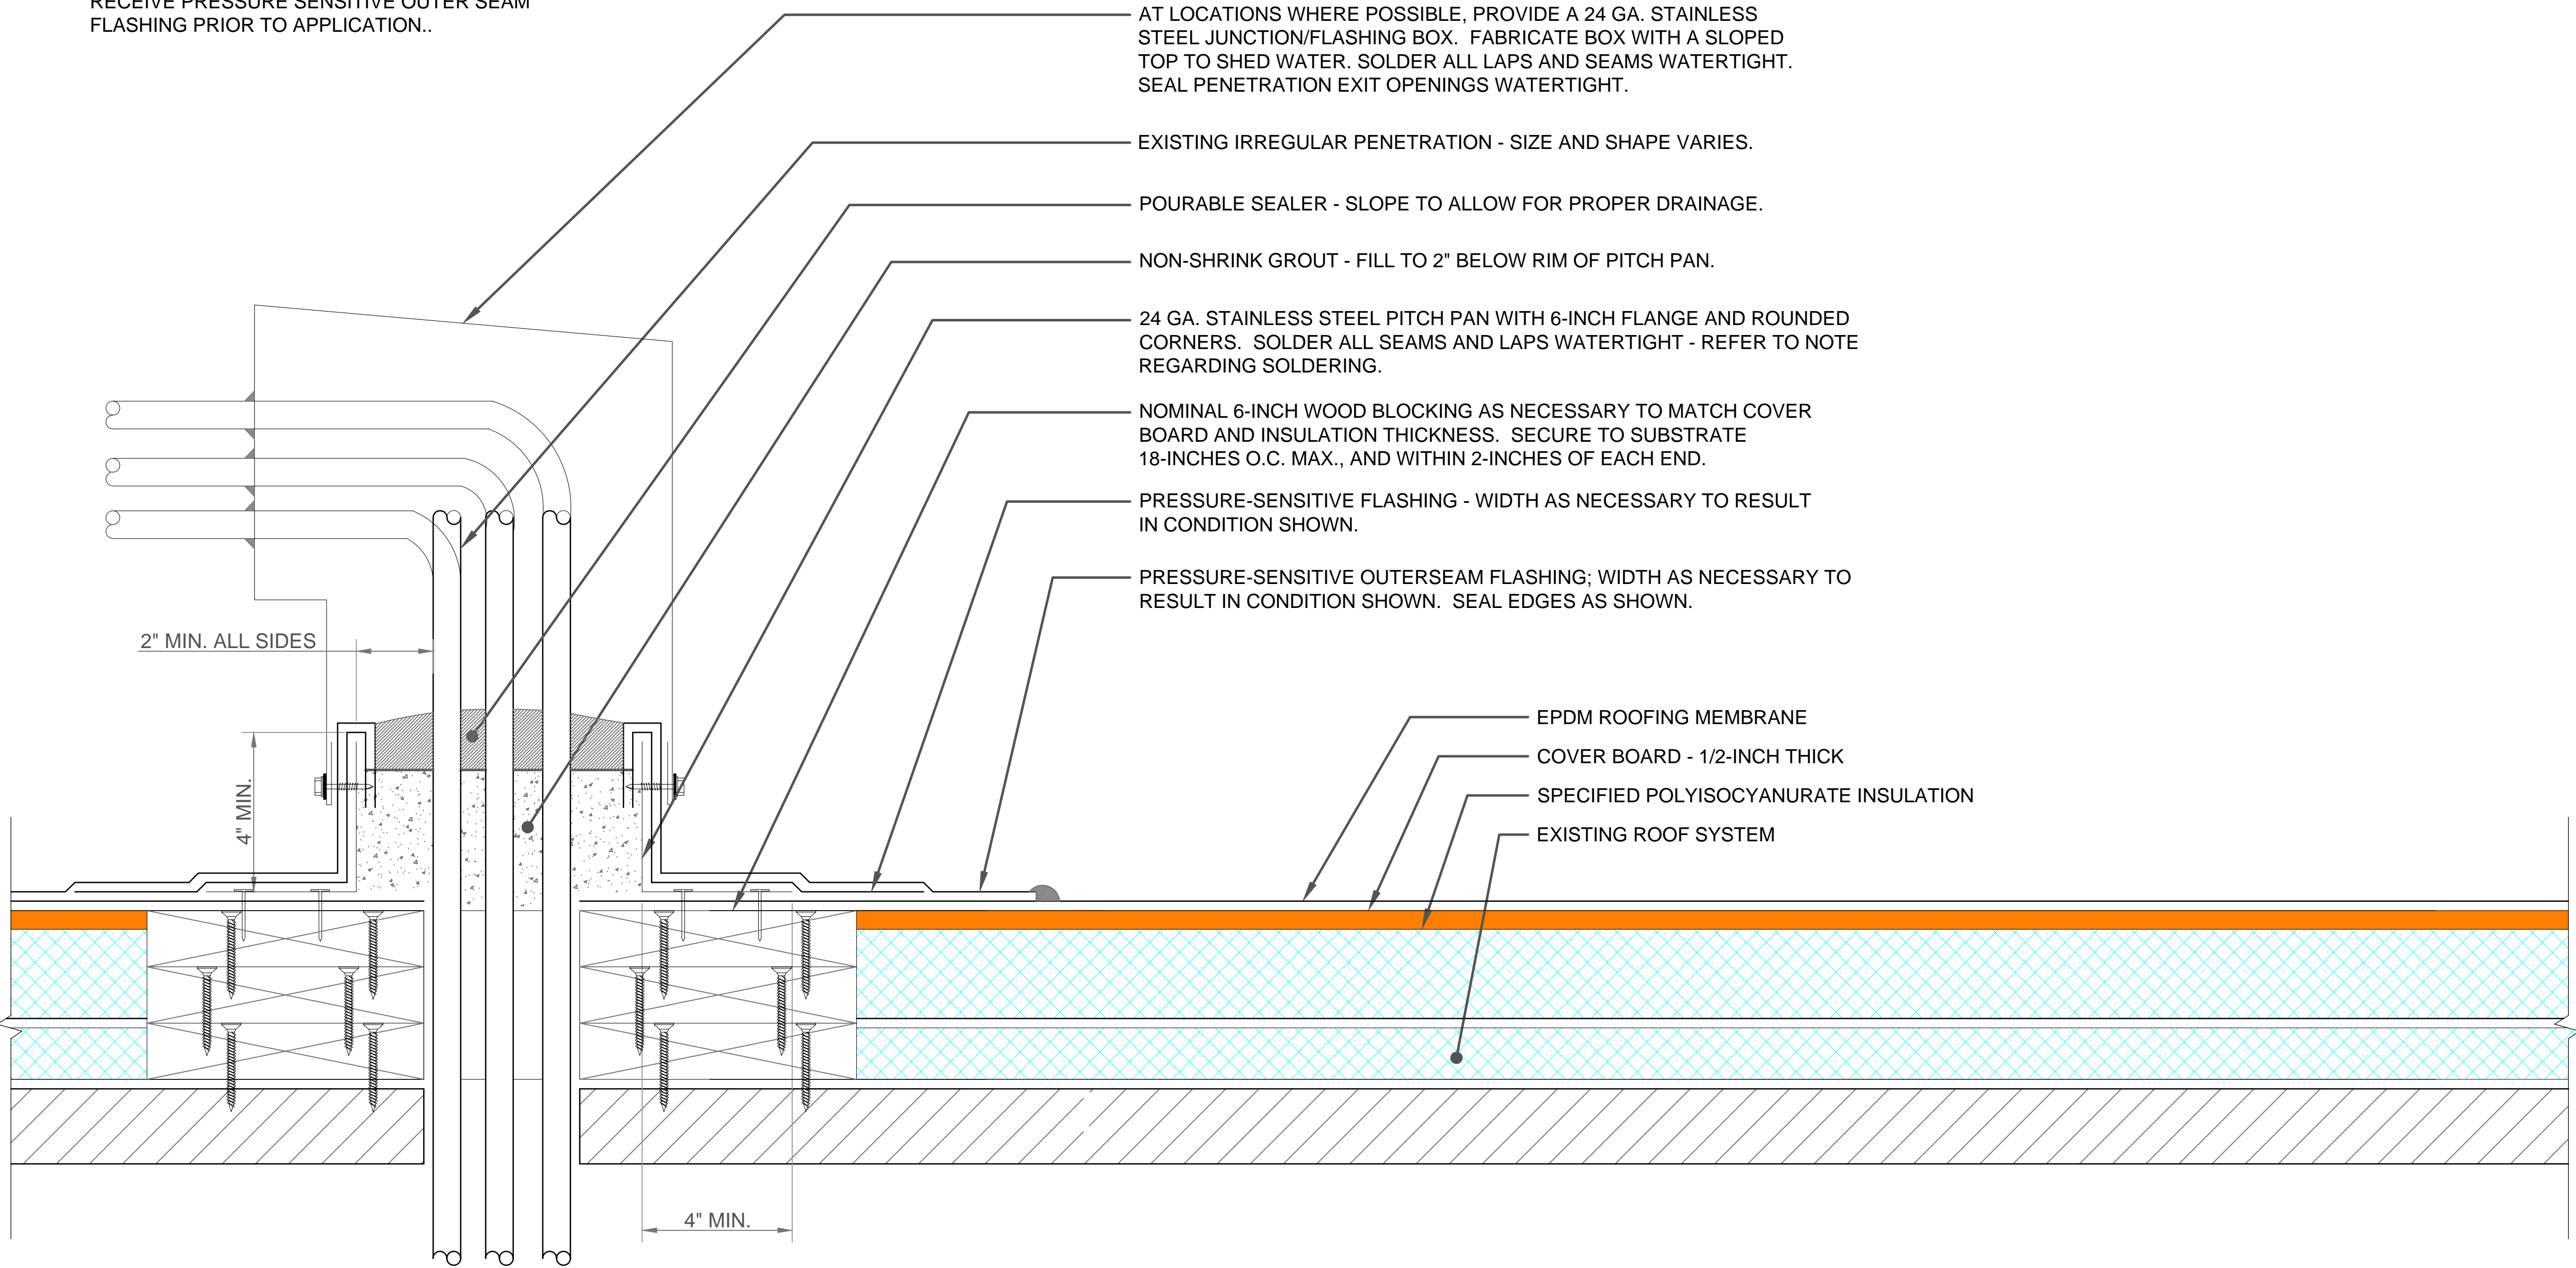 RECEIVE PRESSURE SENSITIVE OUTER SEAM
FLASHING PRIOR TO APPLICATION..
AT LOCATIONS WHERE POSSIBLE, PROVIDE A 24 GA. STAINLESS
STEEL JUNCTION/FLASHING BOX.  FABRICATE BOX WITH A SLOPED
TOP TO SHED WATER. SOLDER ALL LAPS AND SEAMS WATERTIGHT.
SEAL PENETRATION EXIT OPENINGS WATERTIGHT.
EXISTING IRREGULAR PENETRATION - SIZE AND SHAPE VARIES.
POURABLE SEALER - SLOPE TO ALLOW FOR PROPER DRAINAGE.
NON-SHRINK GROUT - FILL TO 2" BELOW RIM OF PITCH PAN.
24 GA. STAINLESS STEEL PITCH PAN WITH 6-INCH FLANGE AND ROUNDED
CORNERS.  SOLDER ALL SEAMS AND LAPS WATERTIGHT - REFER TO NOTE
REGARDING SOLDERING.
NOMINAL 6-INCH WOOD BLOCKING AS NECESSARY TO MATCH COVER
BOARD AND INSULATION THICKNESS.  SECURE TO SUBSTRATE
18-INCHES O.C. MAX., AND WITHIN 2-INCHES OF EACH END.
PRESSURE-SENSITIVE FLASHING - WIDTH AS NECESSARY TO RESULT
IN CONDITION SHOWN.
PRESSURE-SENSITIVE OUTERSEAM FLASHING; WIDTH AS NECESSARY TO
RESULT IN CONDITION SHOWN.  SEAL EDGES AS SHOWN.
2" MIN. ALL SIDES
4" MIN.
EPDM ROOFING MEMBRANE
COVER BOARD - 1/2-INCH THICK
SPECIFIED POLYISOCYANURATE INSULATION
EXISTING ROOF SYSTEM
4" MIN.